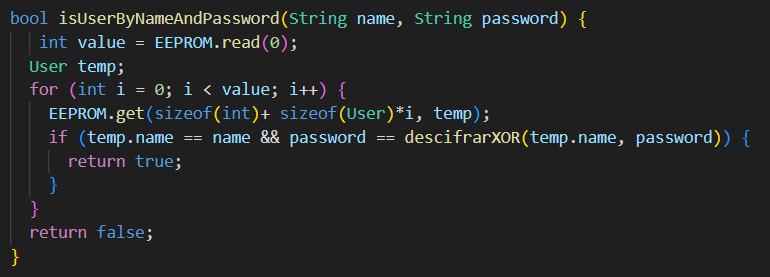 bool isUserByNameAndPassword(String name, String password) {
int value = EEPROM.read(0);
User temp;
for (int i = 0; i < value; i++) {
EEPROM.get(sizeof(int)+ sizeof(User)*i, temp);
if (temp.name == name && password == descifrarXOR(temp.name, password)) {
return true;
}
}
return false;
}